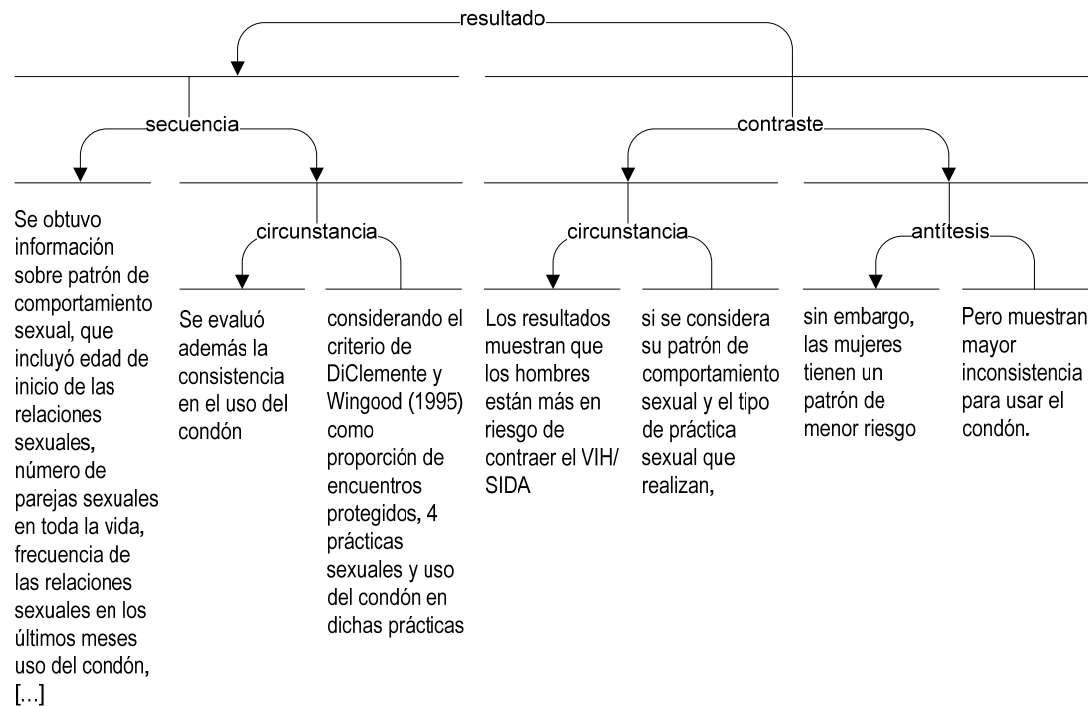 resultado
secuencia
contraste
circunstancia
circunstancia
antítesis
Se obtuvo
información
sobre patrón de
comportamiento
sexual, que
incluyó edad de
inicio de las
relaciones
sexuales,
número de
parejas sexuales
en toda la vida,
frecuencia de
las relaciones
sexuales en los
últimos meses
uso del condón,
[...]
Se evaluó
además la
consistencia
en el uso del
condón
considerando el
criterio de
DiClemente y
Wingood (1995)
como
proporción de
encuentros
protegidos, 4
prácticas
sexuales y uso
del condón en
dichas prácticas
Los resultados
muestran que
los hombres
están más en
riesgo de
contraer el VIH/
SIDA
si se considera
su patrón de
comportamiento
sexual y el tipo
de práctica
sexual que
realizan,
sin embargo,
las mujeres
tienen un
patrón de
menor riesgo
Pero muestran
mayor
inconsistencia
para usar el
condón.